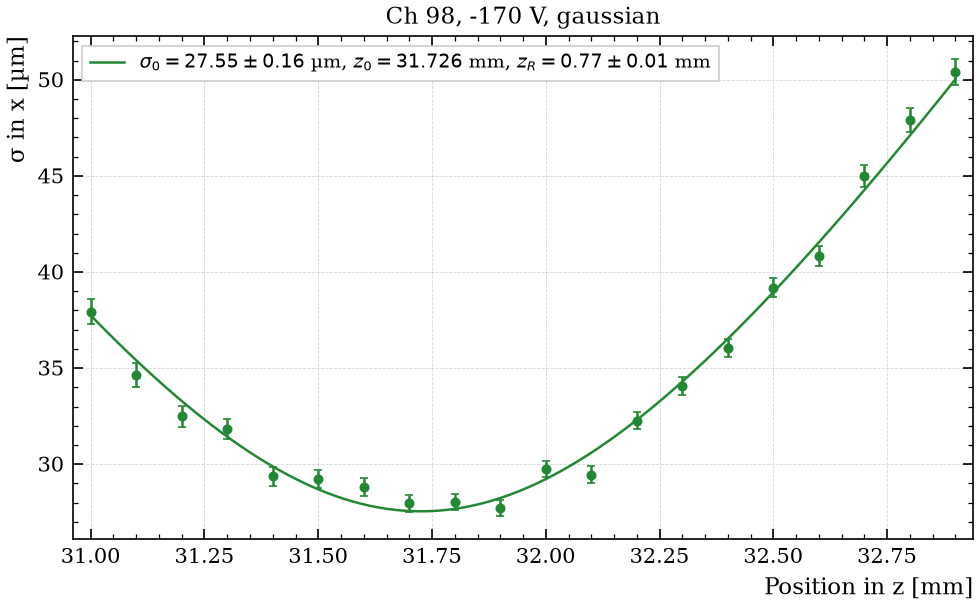 Ch 98, -170 V, gaussian
σ₀ = 27.55 ± 0.16 µm, z₀ = 31.726 mm, z_R = 0.77 ± 0.01 mm
σ in x [µm]
50
45
40
35
30
31.00 31.25 31.50 31.75 32.00 32.25 32.50 32.75
Position in z [mm]